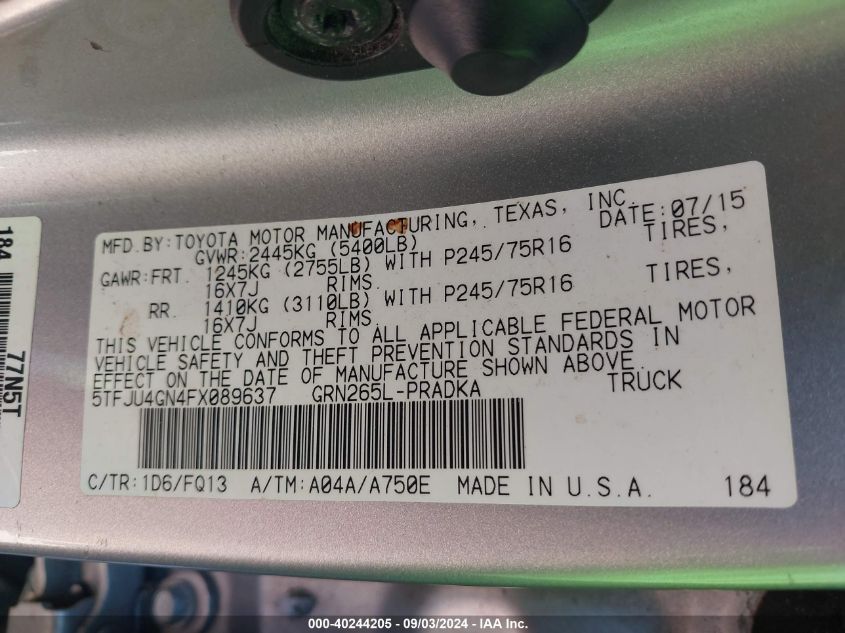 MFD.BY:TOYOTA MOTOR MANUFACTURING, TEXAS, INC.
GVWR:2445KG (5400LB) DATE:07/15
GAWR:FRT. 1245KG (2755LB) WITH P245/75R16 TIRES,
16X7J RIMS.
RR. 1410KG (3110LB) WITH P245/75R16 TIRES,
16X7J RIMS.
THIS VEHICLE CONFORMS TO ALL APPLICABLE FEDERAL MOTOR
VEHICLE SAFETY AND THEFT PREVENTION STANDARDS IN
EFFECT ON THE DATE OF MANUFACTURE SHOWN ABOVE.
5TFJU4GN4FX089637 GRN265L-PRADKA TRUCK
C/TR:1D6/FQ13 A/TM:A04A/A750E MADE IN U.S.A. 184
184
77N5T
000-40244205 - 09/03/2024 - IAA Inc.